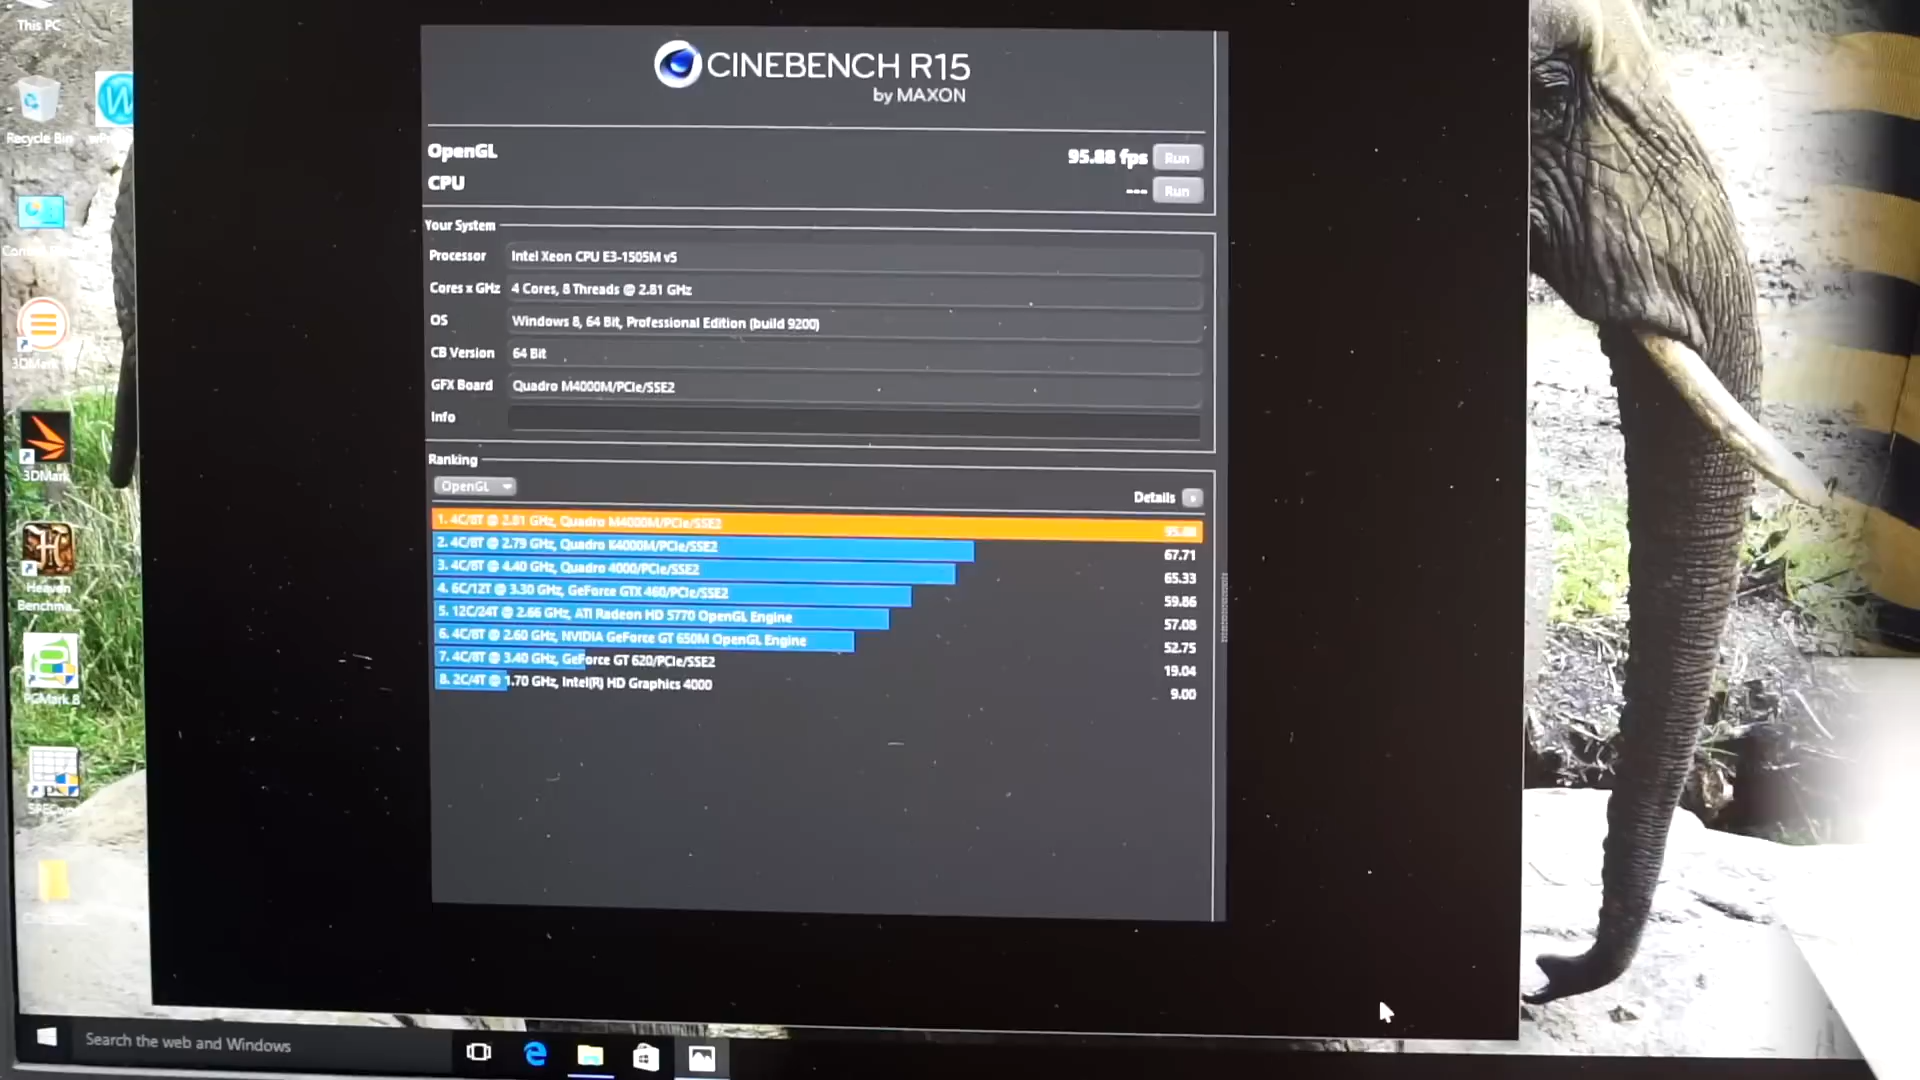 This PC
Recycle Bin
CINEBENCH R15
by MAXON
OpenGL 95.88 fps Run
CPU --- Run
Your System
Processor Intel Xeon CPU E3-1505M v5
Cores x GHz 4 Cores, 8 Threads @ 2.81 GHz
OS Windows 8, 64 Bit, Professional Edition (build 9200)
CB Version 64 Bit
GFX Board Quadro M4000M/PCIe/SSE2
Info
Ranking
OpenGL
Details
1. 4C/8T @ 2.81 GHz, Quadro M4000M/PCIe/SSE2 95.88
2. 4C/8T @ 2.79 GHz, Quadro K4000M/PCIe/SSE2 67.71
3. 4C/8T @ 4.40 GHz, Quadro 4000/PCIe/SSE2 65.33
4. 6C/12T @ 3.30 GHz, GeForce GTX 460/PCIe/SSE2 59.86
5. 12C/24T @ 2.66 GHz, ATI Radeon HD 5770 OpenGL Engine 57.08
6. 4C/8T @ 2.60 GHz, NVIDIA GeForce GT 650M OpenGL Engine 52.75
7. 4C/8T @ 3.40 GHz, GeForce GT 620/PCIe/SSE2 19.04
8. 2C/4T @ 1.70 GHz, Intel(R) HD Graphics 4000 9.00
3DMark
Heaven
Benchma...
PCMark 8
Search the web and Windows